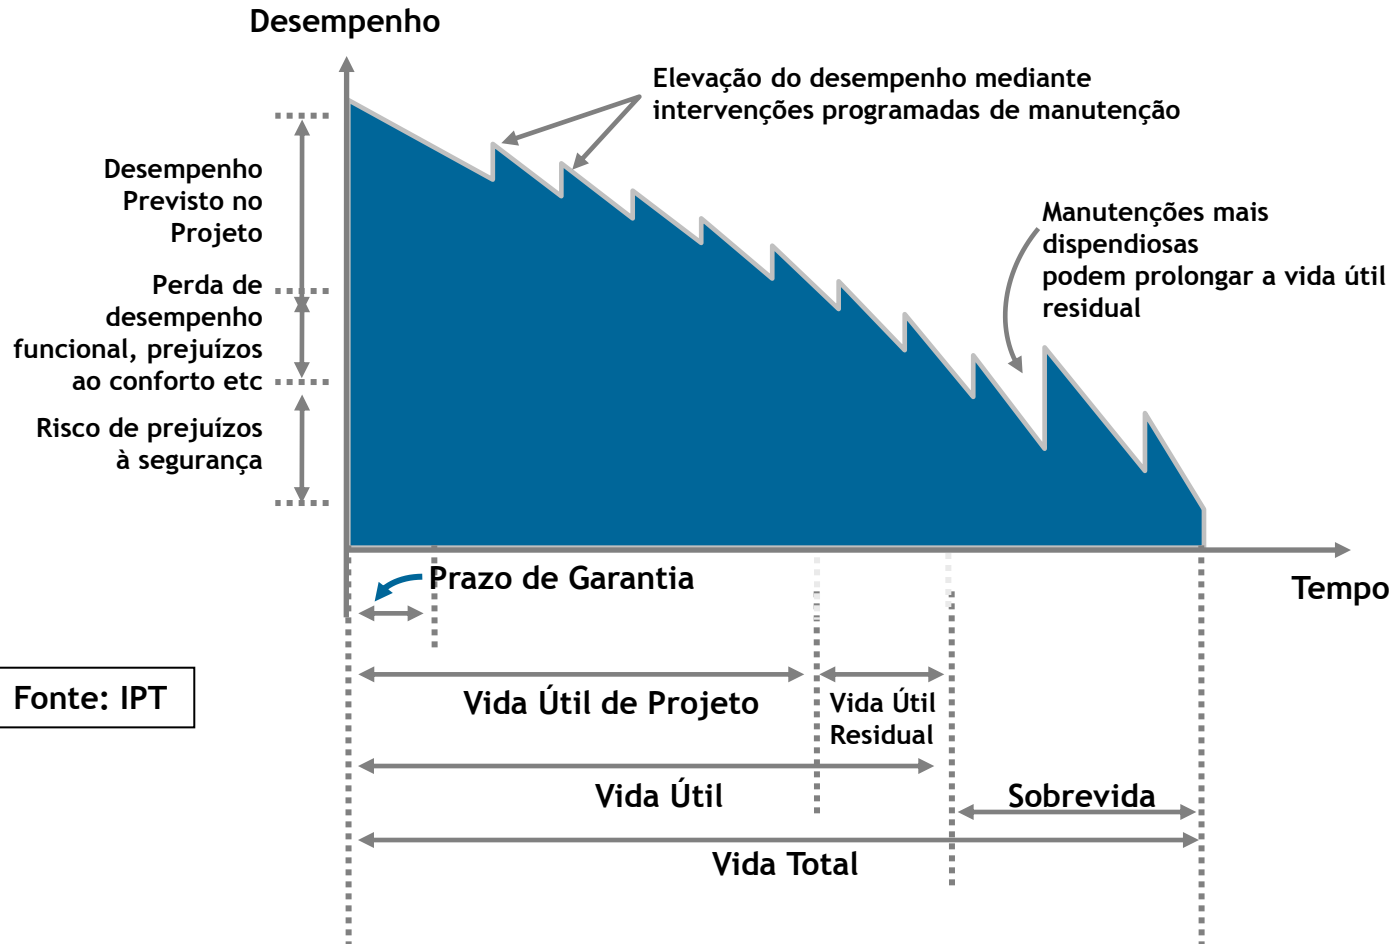 Desempenho
Elevação do desempenho mediante
intervenções programadas de manutenção
Desempenho
Previsto no
Projeto
Manutenções mais
dispendiosas
podem prolongar a vida útil
residual
Perda de
desempenho
funcional, prejuízos
ao conforto etc
Risco de prejuízos
à segurança
Prazo de Garantia
Tempo
Fonte: IPT
Vida Útil de Projeto
Vida Útil
Residual
Vida Útil
Sobrevida
Vida Total